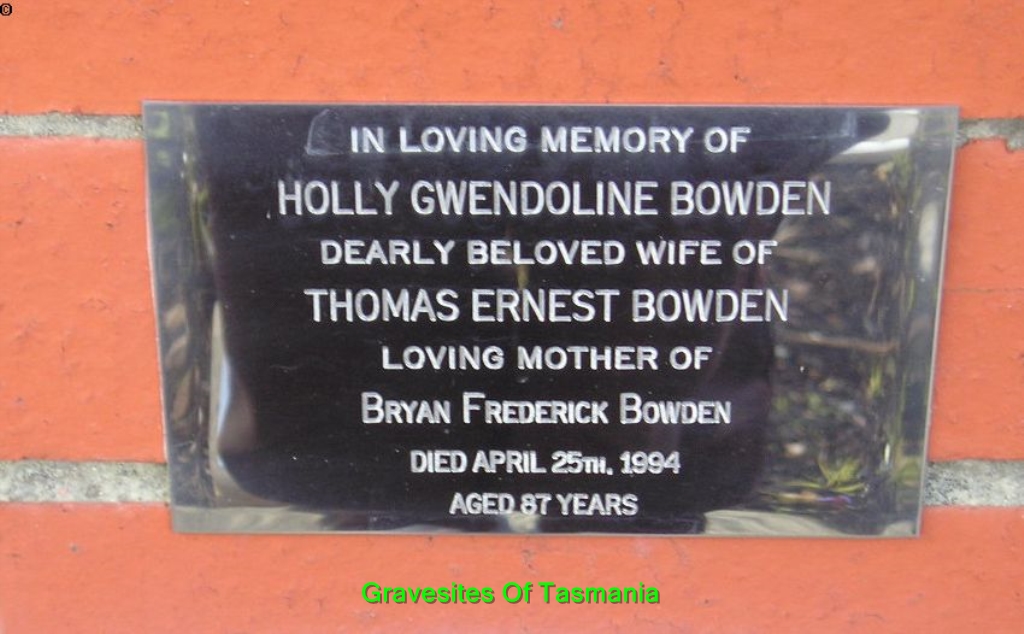 ©
IN LOVING MEMORY OF
HOLLY GWENDOLINE BOWDEN
DEARLY BELOVED WIFE OF
THOMAS ERNEST BOWDEN
LOVING MOTHER OF
BRYAN FREDERICK BOWDEN
DIED APRIL 25TH. 1994
AGED 87 YEARS
Gravesites Of Tasmania